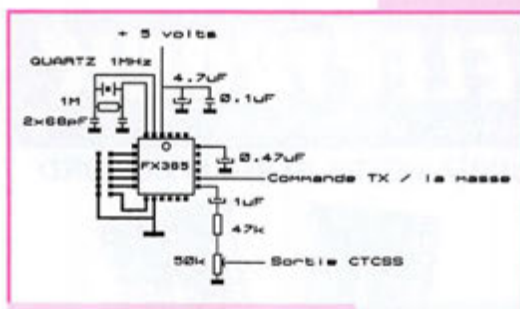 + 5 volts
QUARTZ 1MHz
4.7uF
1M
0.1uF
2x68pF
FX365
0.47uF
Commande TX / la masse
1uF
47k
50k
Sortie CTCSS